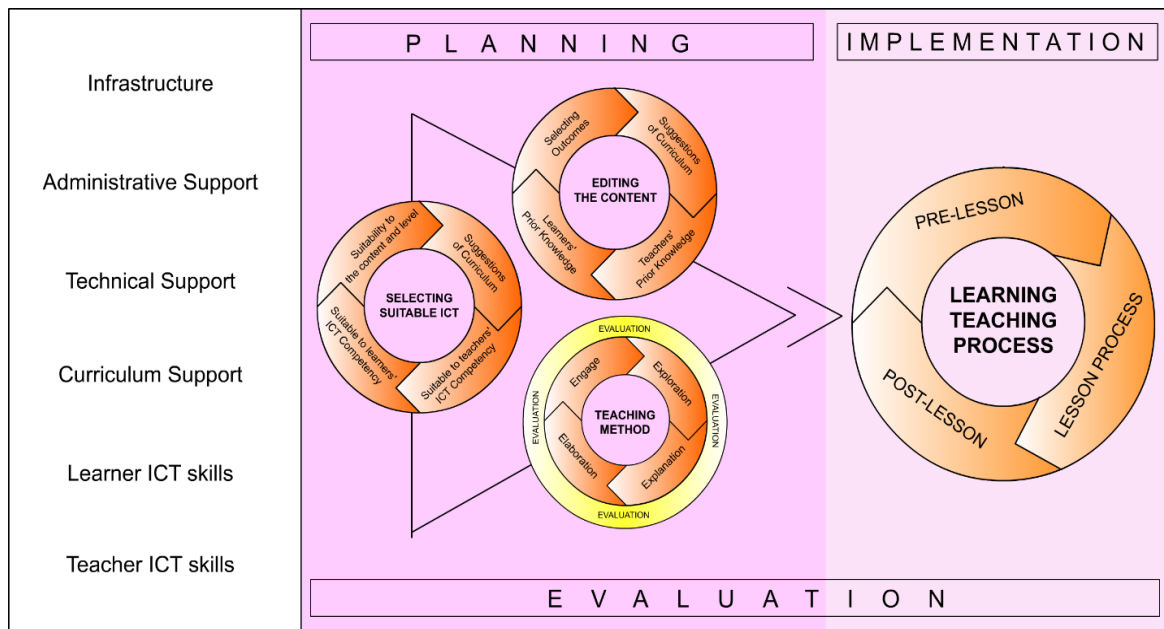 PLANNING
IMPLEMENTATION
Infrastructure
Administrative Support
Technical Support
Curriculum Support
Learner ICT skills
Teacher ICT skills
Selecting
Outcomes
Suggestions
of Curriculum
Teachers'
Prior Knowledge
Learners'
Prior Knowledge
EDITING
THE CONTENT
Suitability to
the content and level
Suggestions
of Curriculum
Suitable to teachers'
ICT Competency
Suitable to learners'
ICT Competency
SELECTING
SUITABLE ICT
EVALUATION
EVALUATION
EVALUATION
EVALUATION
Engage
Exploration
Explanation
Elaboration
TEACHING
METHOD
PRE-LESSON
LESSON PROCESS
POST-LESSON
LEARNING
TEACHING
PROCESS
EVALUATION